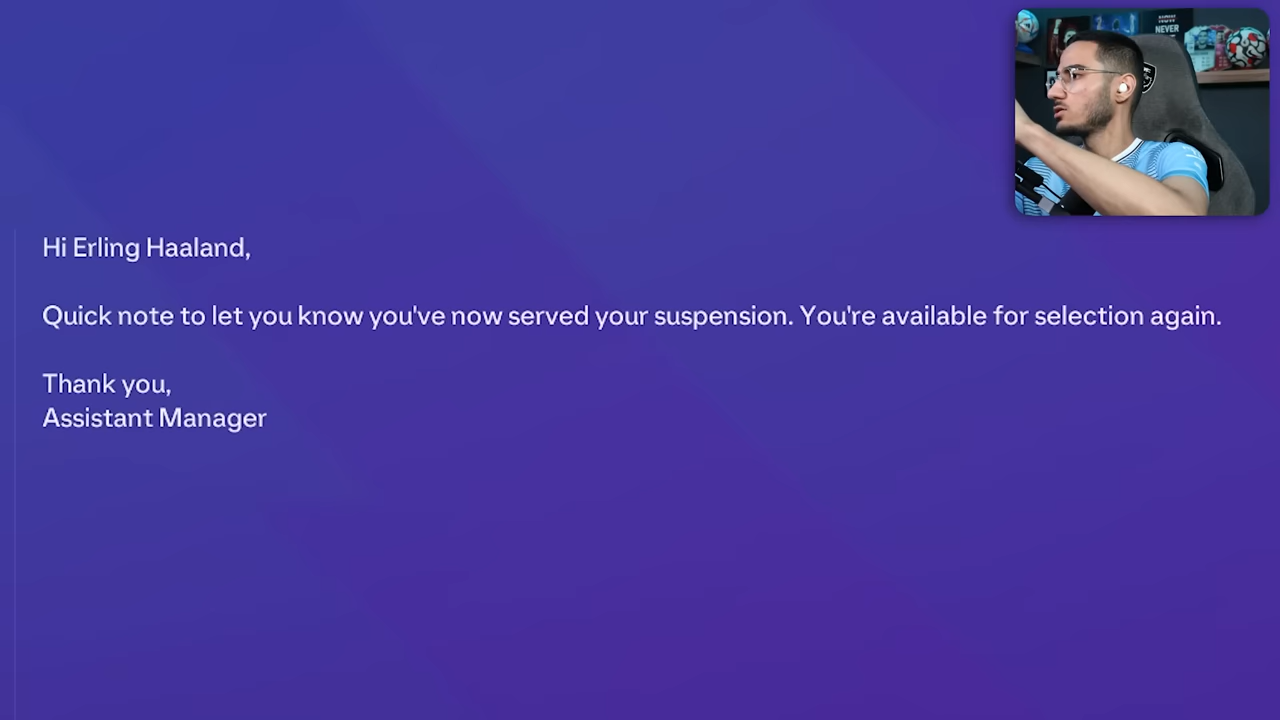 NEVER
Hi Erling Haaland,
Quick note to let you know you've now served your suspension. You're available for selection again.
Thank you,
Assistant Manager